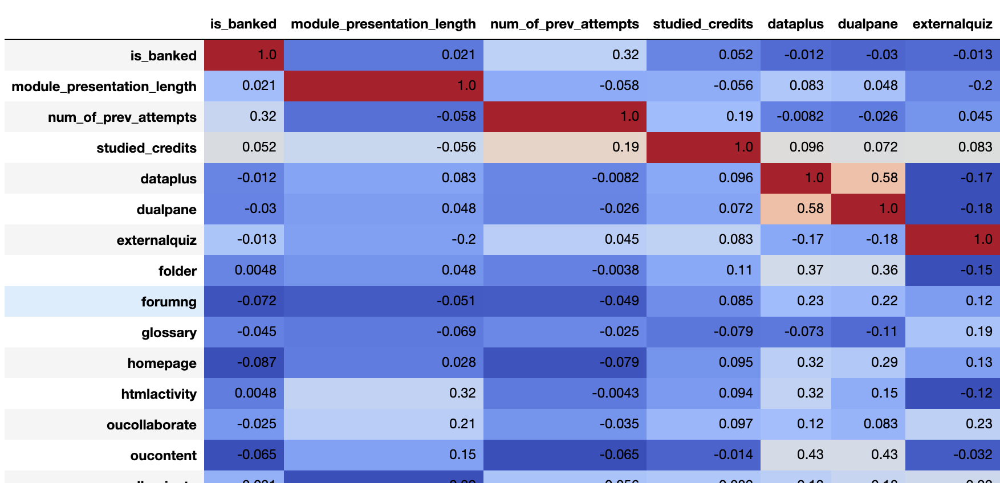 is_banked module_presentation_length num_of_prev_attempts studied_credits dataplus dualpane externalquiz
is_banked 1.0 0.021 0.32 0.052 -0.012 -0.03 -0.013
module_presentation_length 0.021 1.0 -0.058 -0.056 0.083 0.048 -0.2
num_of_prev_attempts 0.32 -0.058 1.0 0.19 -0.0082 -0.026 0.045
studied_credits 0.052 -0.056 0.19 1.0 0.096 0.072 0.083
dataplus -0.012 0.083 -0.0082 0.096 1.0 0.58 -0.17
dualpane -0.03 0.048 -0.026 0.072 0.58 1.0 -0.18
externalquiz -0.013 -0.2 0.045 0.083 -0.17 -0.18 1.0
folder 0.0048 0.048 -0.0038 0.11 0.37 0.36 -0.15
forumng -0.072 -0.051 -0.049 0.085 0.23 0.22 0.12
glossary -0.045 -0.069 -0.025 -0.079 -0.073 -0.11 0.19
homepage -0.087 0.028 -0.079 0.095 0.32 0.29 0.13
htmlactivity 0.0048 0.32 -0.0043 0.094 0.32 0.15 -0.12
oucollaborate -0.025 0.21 -0.035 0.097 0.12 0.083 0.23
oucontent -0.065 0.15 -0.065 -0.014 0.43 0.43 -0.032